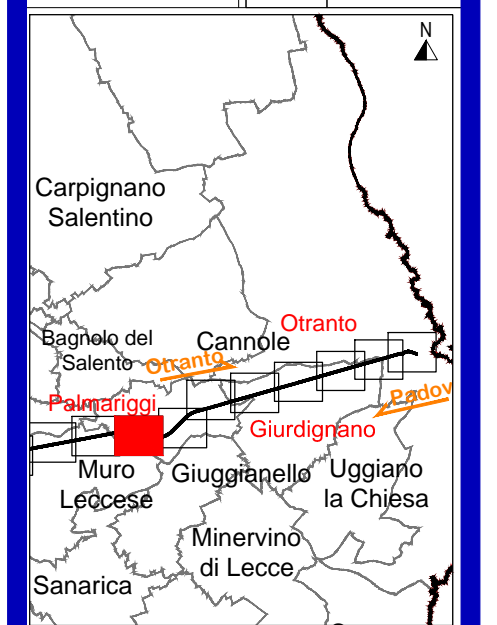 N
Carpignano
Salentino
Otranto
Bagnolo del
Salento
Cannole
Otranto
Padov
Palmariggi
Giurdignano
Muro
Leccese
Giuggianello
Uggiano
la Chiesa
Minervino
di Lecce
Sanarica